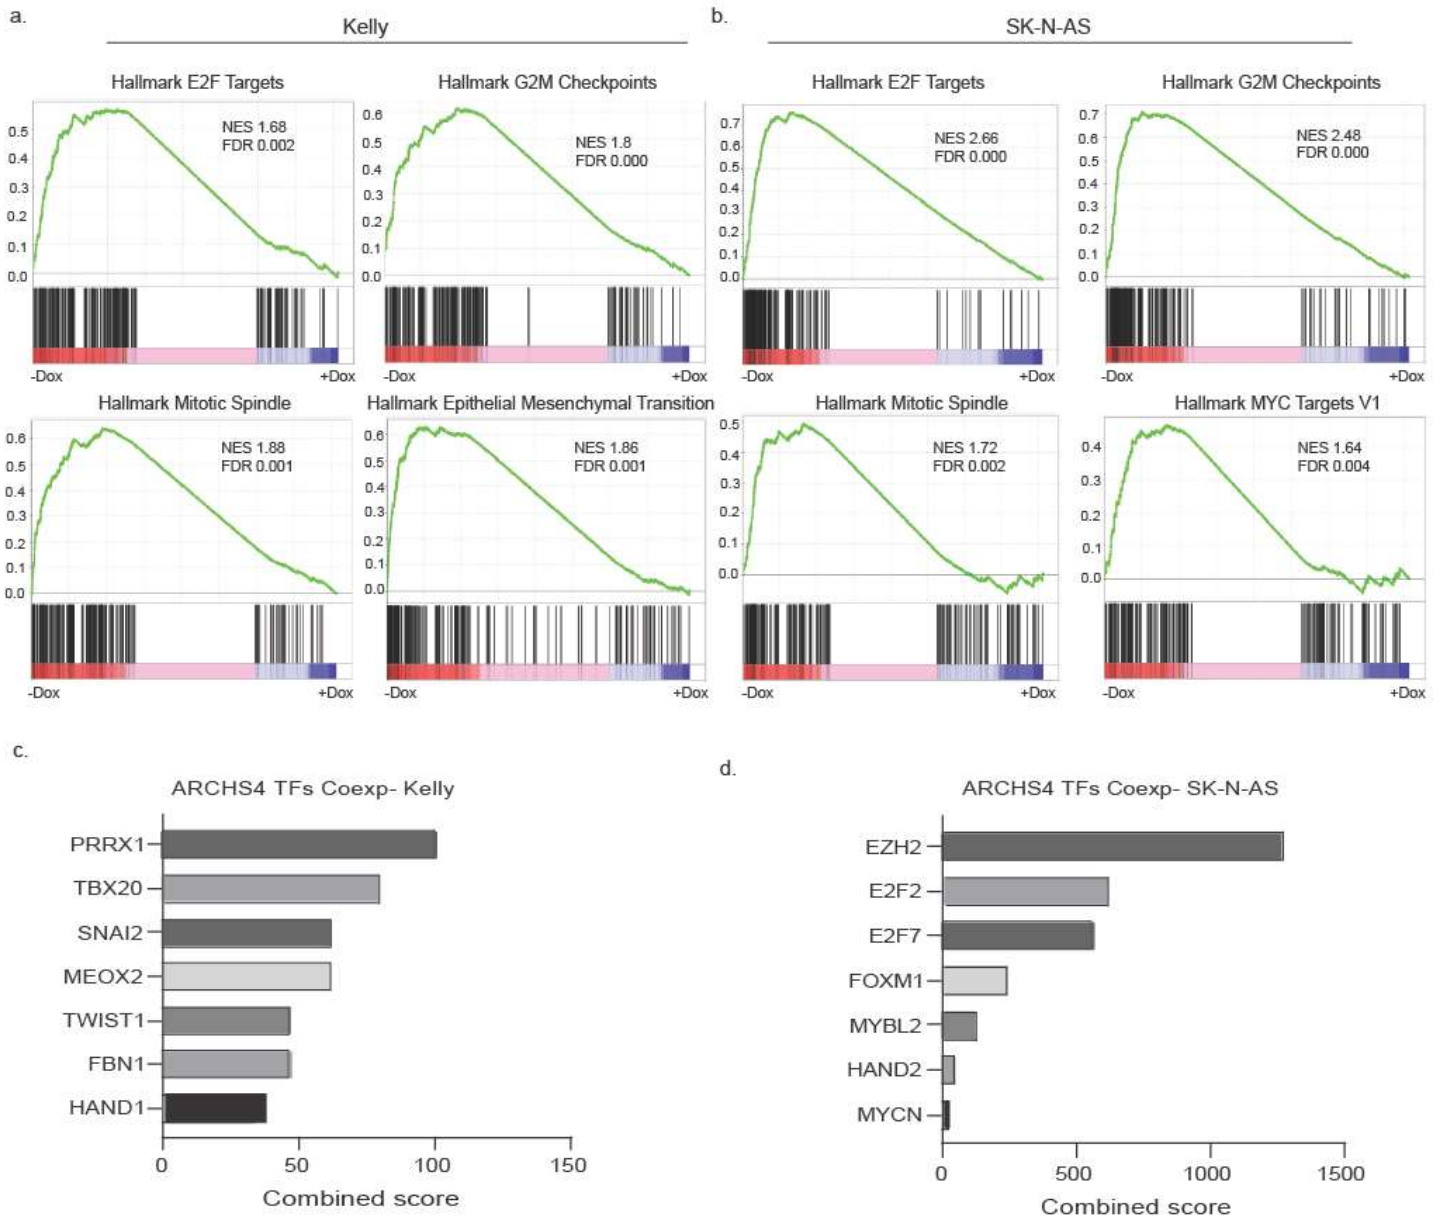 a.
Kelly
b.
SK-N-AS
Hallmark E2F Targets
Hallmark G2M Checkpoints
Hallmark E2F Targets
Hallmark G2M Checkpoints
0.5
0.4
0.3
0.2
0.1
0.0
NES 1.68
FDR 0.002
-Dox
+Dox
0.6
0.5
0.4
0.3
0.2
0.1
0.0
NES 1.8
FDR 0.000
-Dox
+Dox
0.7
0.6
0.5
0.4
0.3
0.2
0.1
0.0
NES 2.66
FDR 0.000
-Dox
+Dox
0.7
0.6
0.5
0.4
0.3
0.2
0.1
0.0
NES 2.48
FDR 0.000
-Dox
+Dox
Hallmark Mitotic Spindle
Hallmark Epithelial Mesenchymal Transition
Hallmark Mitotic Spindle
Hallmark MYC Targets V1
0.6
0.5
0.4
0.3
0.2
0.1
0.0
NES 1.88
FDR 0.001
-Dox
+Dox
0.6
0.5
0.4
0.3
0.2
0.1
0.0
NES 1.86
FDR 0.001
-Dox
+Dox
0.5
0.4
0.3
0.2
0.1
0.0
NES 1.72
FDR 0.002
-Dox
+Dox
0.4
0.3
0.2
0.1
0.0
NES 1.64
FDR 0.004
-Dox
+Dox
c.
ARCHS4 TFs Coexp- Kelly
PRRX1
TBX20
SNAI2
MEOX2
TWIST1
FBN1
HAND1
0 50 100 150
Combined score
d.
ARCHS4 TFs Coexp- SK-N-AS
EZH2
E2F2
E2F7
FOXM1
MYBL2
HAND2
MYCN
0 500 1000 1500
Combined score